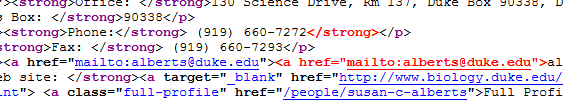 ><strong>Office: </strong>130 Science Drive, Rm 137, Duke Box 90338, D
s Box: </strong>90338</p>
<strong>Phone:</strong> (919) 660-7272</strong></p>
strong>Fax: </strong> (919) 660-7293</p>
<a href="mailto:alberts@duke.edu"><a href="mailto:alberts@duke.edu">al
eb site: </strong><a target="_blank" href="http://www.biology.duke.edu/
int"> <a class="full-profile" href="/people/susan-c-alberts">Full Profi